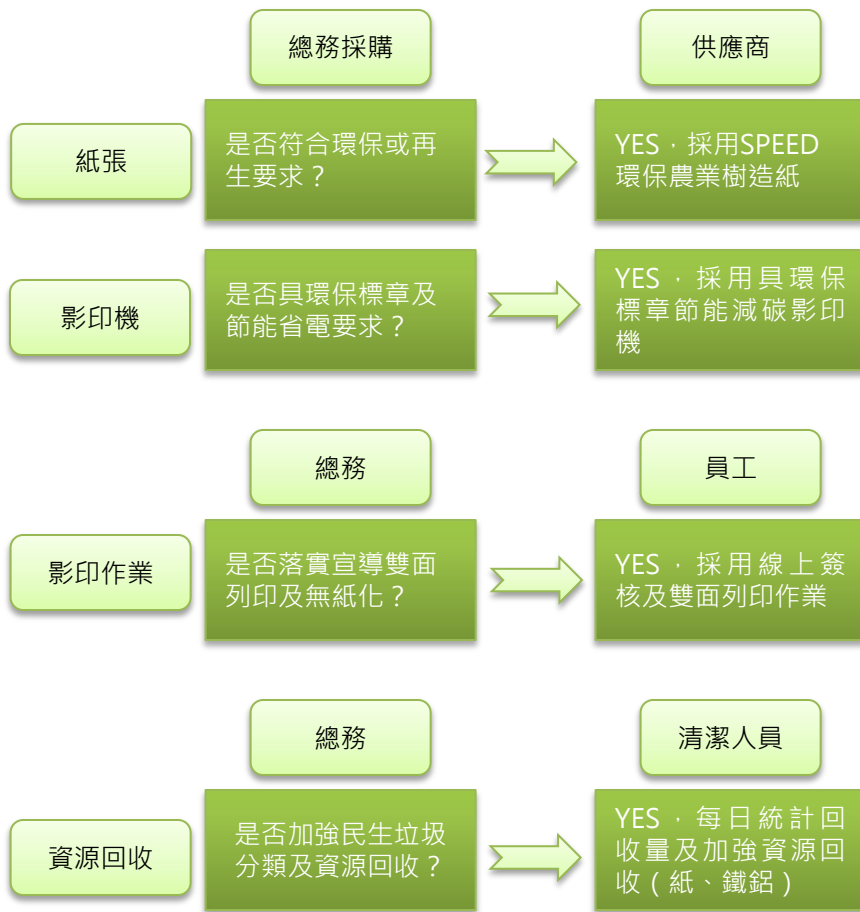 總務採購
供應商
紙張
是否符合環保或再
生要求？
YES，採用SPEED
環保農業樹造紙
影印機
是否具環保標章及
節能省電要求？
YES，採用具環保
標章節能減碳影印
機
總務
員工
影印作業
是否落實宣導雙面
列印及無紙化？
YES，採用線上簽
核及雙面列印作業
總務
清潔人員
資源回收
是否加強民生垃圾
分類及資源回收？
YES，每日統計回
收量及加強資源回
收（紙、鐵鋁）